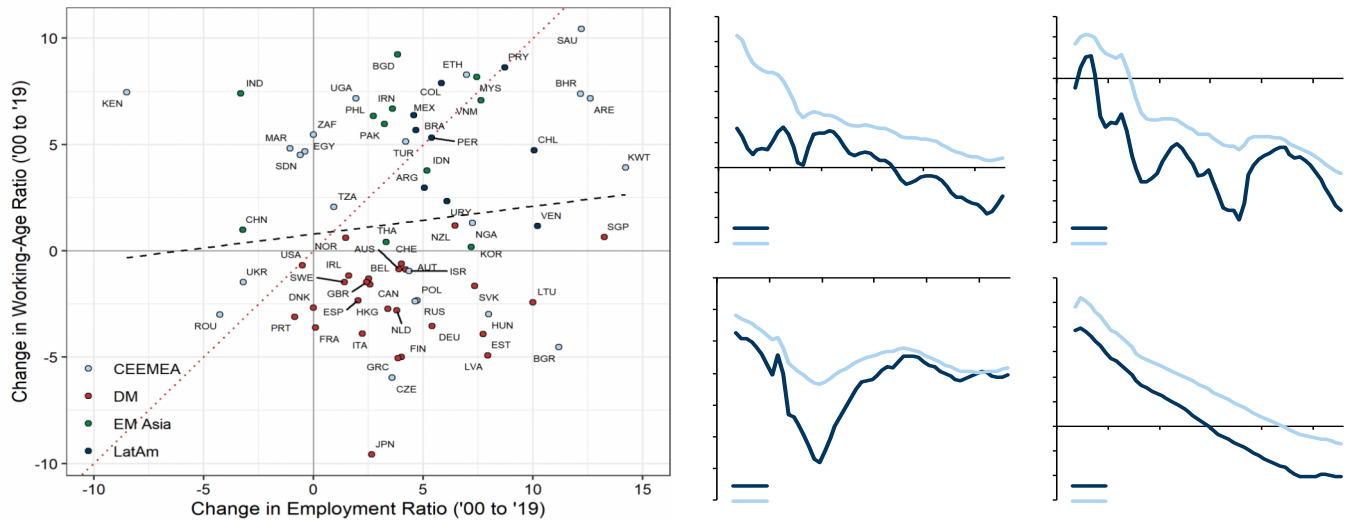 Change in Working-Age Ratio ('00 to '19)
10
5
0
-5
-10
SAU
PRY
BGD
ETH
KEN
IND
UGA
IRN
COL
MYS
BHR
ARE
PHL
MEX
VNM
MAR
ZAF
PAK
BRA
PER
CHL
EGY
SDN
TUR
IDN
KWT
ARG
TZA
CHN
URY
VEN
SGP
NOR
THA
AUS
CHE
NZL
NGA
KOR
USA
IRL
BEL
AUT
ISR
UKR
SWE
GBR
CAN
POL
SVK
LTU
DNK
ESP
HKG
RUS
ROU
PRT
FRA
ITA
NLD
DEU
HUN
EST
GRC
FIN
LVA
BGR
CZE
JPN
CEEMEA
DM
EM Asia
LatAm
-10
-5
0
5
10
15
Change in Employment Ratio ('00 to '19)